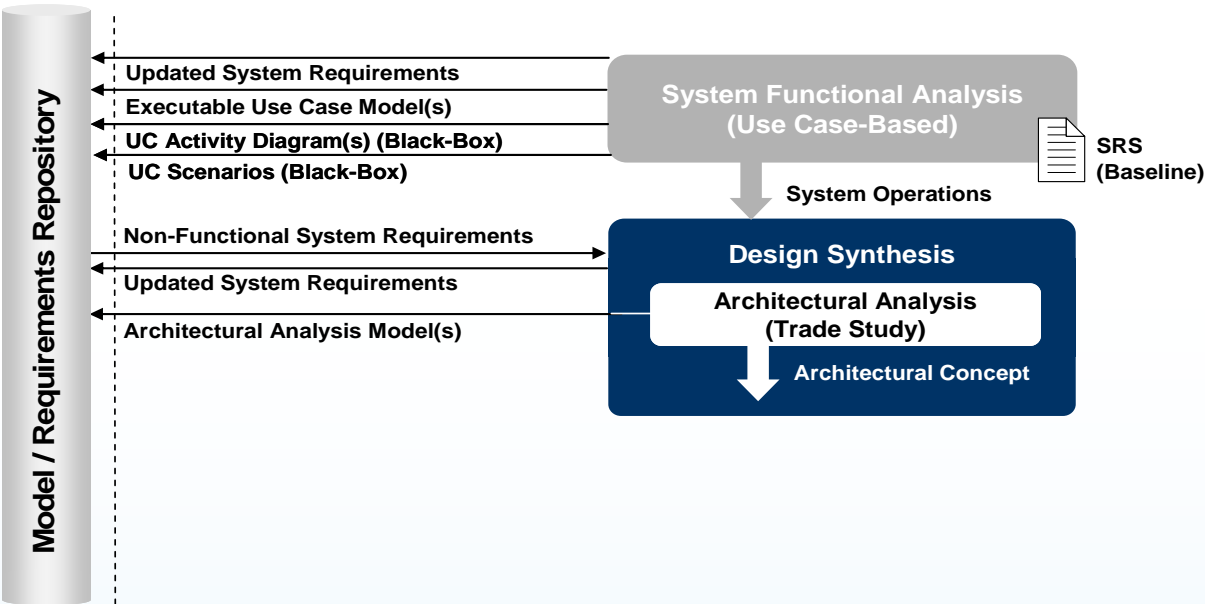 Model / Requirements Repository
Updated System Requirements
Executable Use Case Model(s)
UC Activity Diagram(s) (Black-Box)
UC Scenarios (Black-Box)
System Functional Analysis
(Use Case-Based)
SRS
(Baseline)
System Operations
Non-Functional System Requirements
Updated System Requirements
Architectural Analysis Model(s)
Design Synthesis
Architectural Analysis
(Trade Study)
Architectural Concept